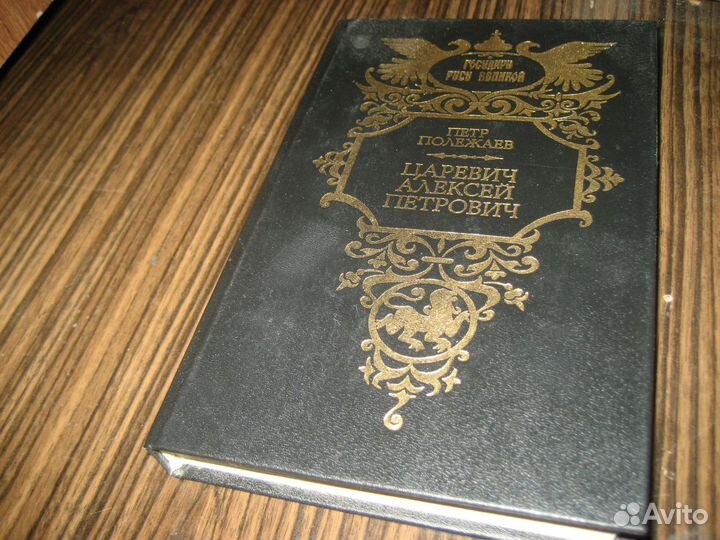 ГОСУДАРИ
РУСИ ВЕЛИКОЙ
ПЕТР
ПОЛЕЖАЕВ
ЦАРЕВИЧ
АЛЕКСЕЙ
ПЕТРОВИЧ
Avito